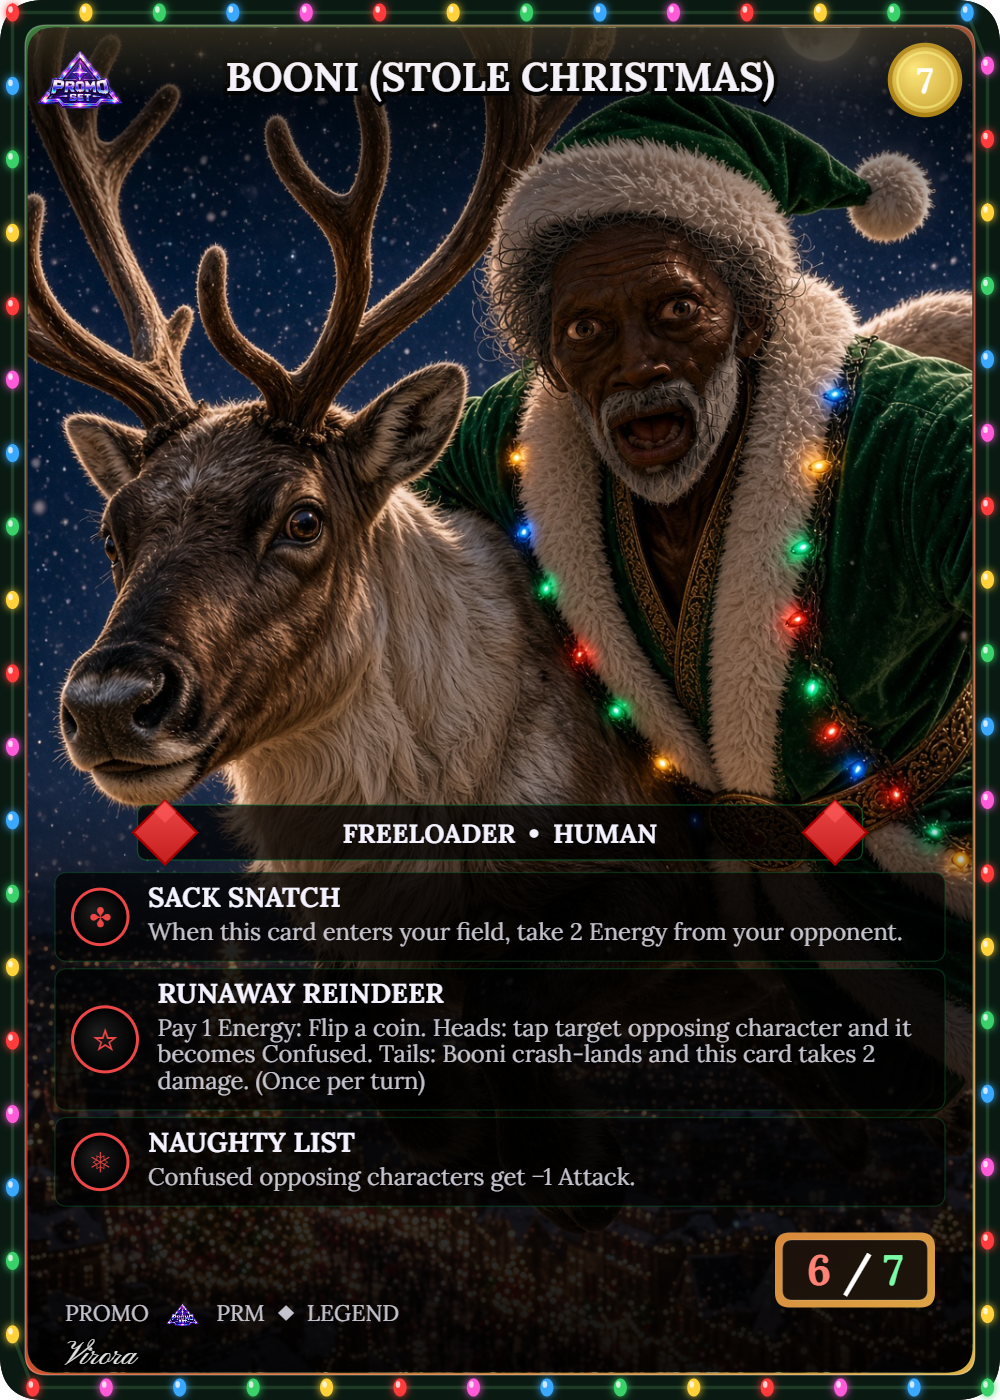 PROMO
SET
BOONI (STOLE CHRISTMAS)
7
FREELOADER • HUMAN
SACK SNATCH
When this card enters your field, take 2 Energy from your opponent.
RUNAWAY REINDEER
Pay 1 Energy: Flip a coin. Heads: tap target opposing character and it
becomes Confused. Tails: Booni crash-lands and this card takes 2
damage. (Once per turn)
NAUGHTY LIST
Confused opposing characters get −1 Attack.
6 / 7
PROMO PRM ◆ LEGEND
Virora